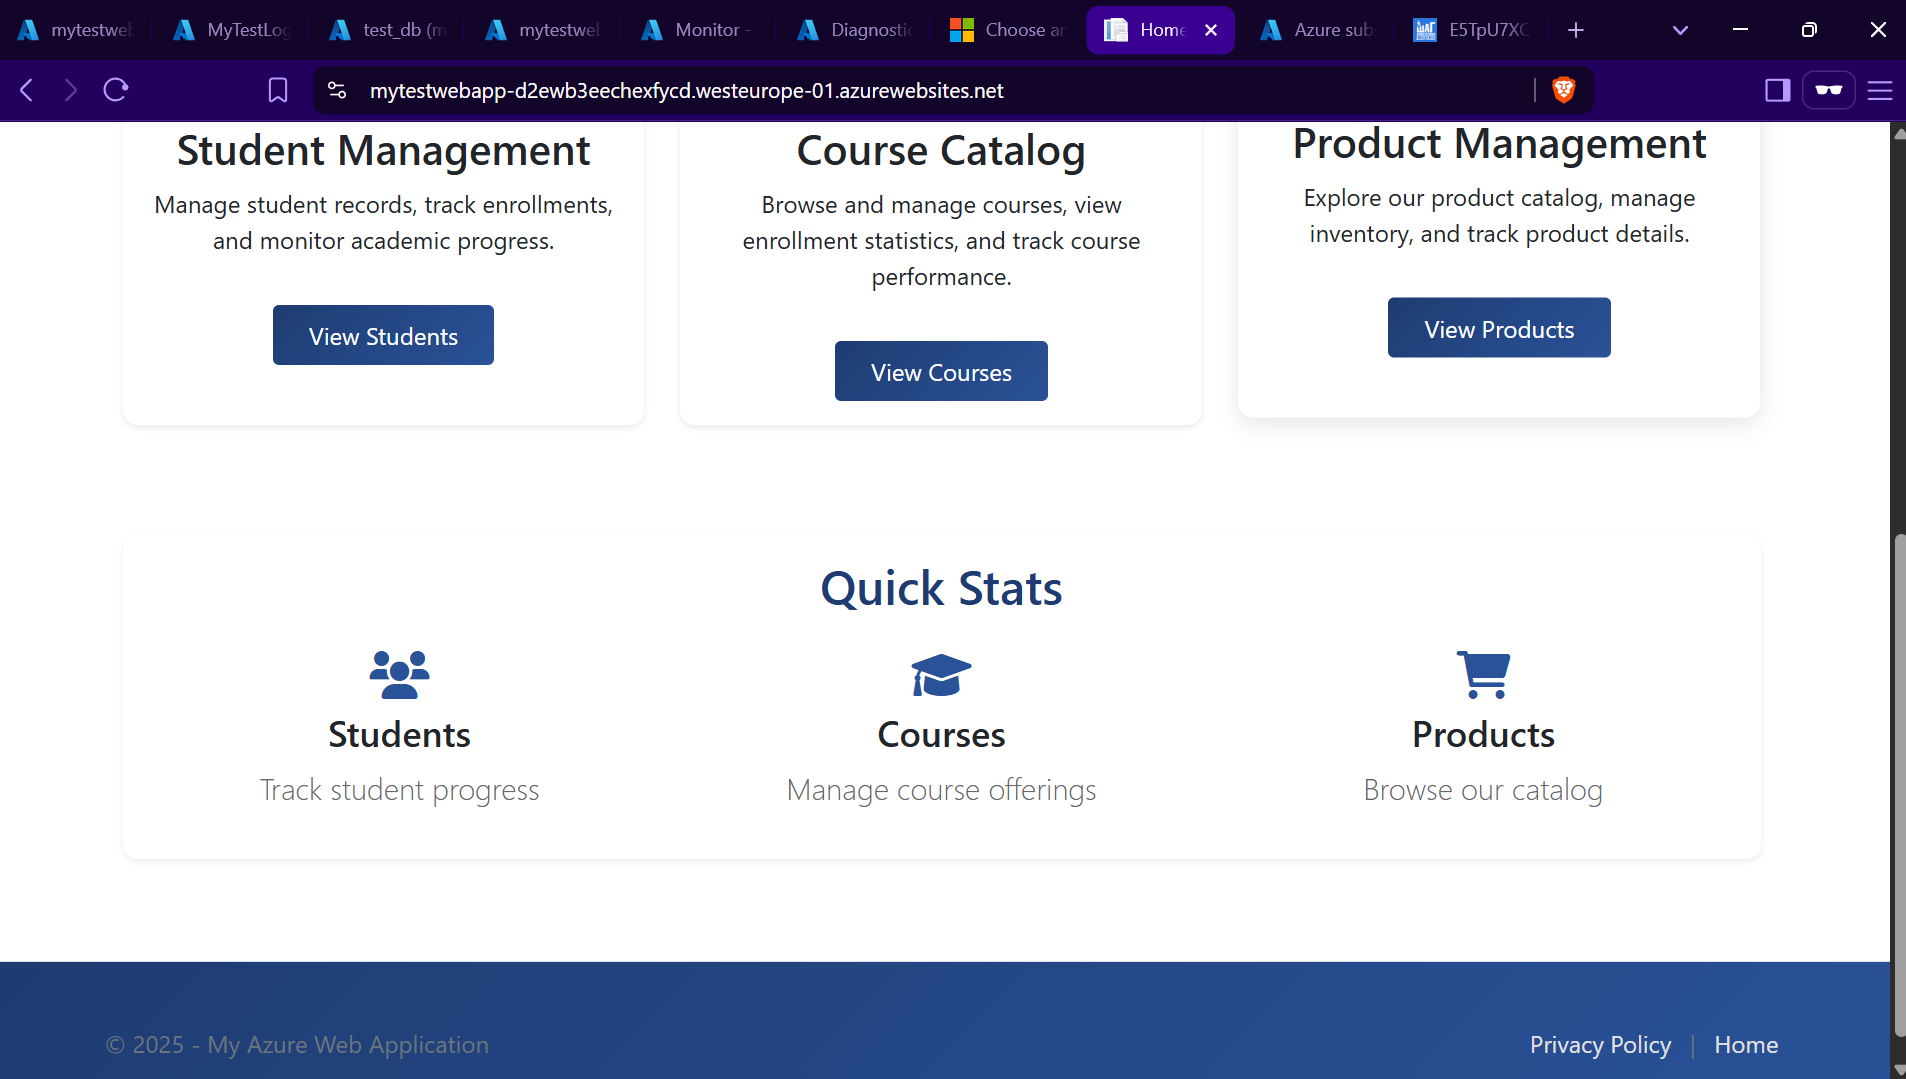 mytestweb
MyTestLog
test_db (m
mytestweb
Monitor -
Diagnostic
Choose an
Home
Azure sub
E5TpU7XC
mytestwebapp-d2ewb3eechexfycd.westeurope-01.azurewebsites.net
Student Management
Manage student records, track enrollments,
and monitor academic progress.
View Students
Course Catalog
Browse and manage courses, view
enrollment statistics, and track course
performance.
View Courses
Product Management
Explore our product catalog, manage
inventory, and track product details.
View Products
Quick Stats
Students
Track student progress
Courses
Manage course offerings
Products
Browse our catalog
© 2025 - My Azure Web Application
Privacy Policy | Home